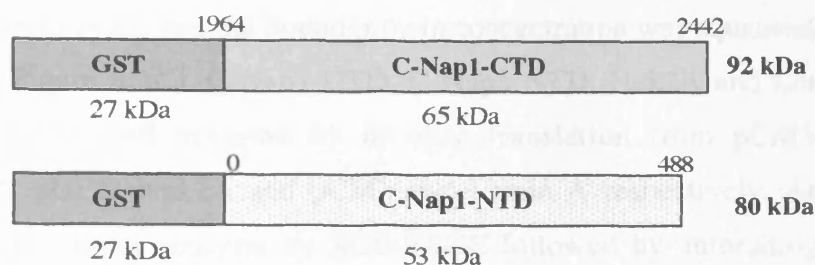 1964 2442
GST C-Nap1-CTD 92 kDa
27 kDa 65 kDa
0 488
GST C-Nap1-NTD 80 kDa
27 kDa 53 kDa